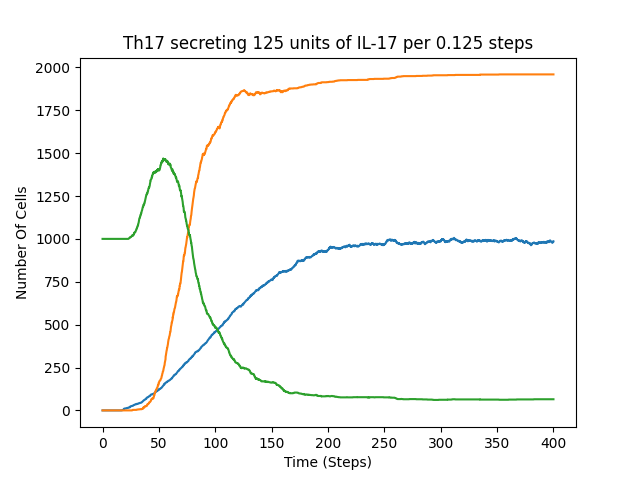 Th17 secreting 125 units of IL-17 per 0.125 steps
2000
1750
1500
1250
1000
750
500
250
0
Number Of Cells
0 50 100 150 200 250 300 350 400
Time (Steps)